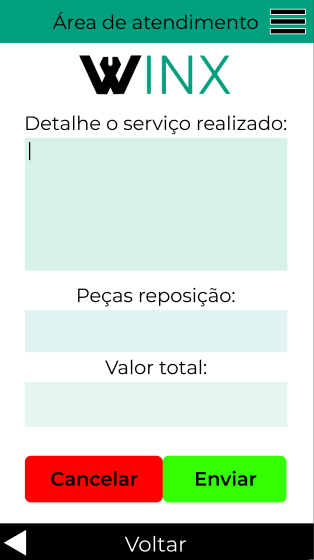 Área de atendimento
WINX
Detalhe o serviço realizado:
Peças reposição:
Valor total:
Cancelar
Enviar
Voltar